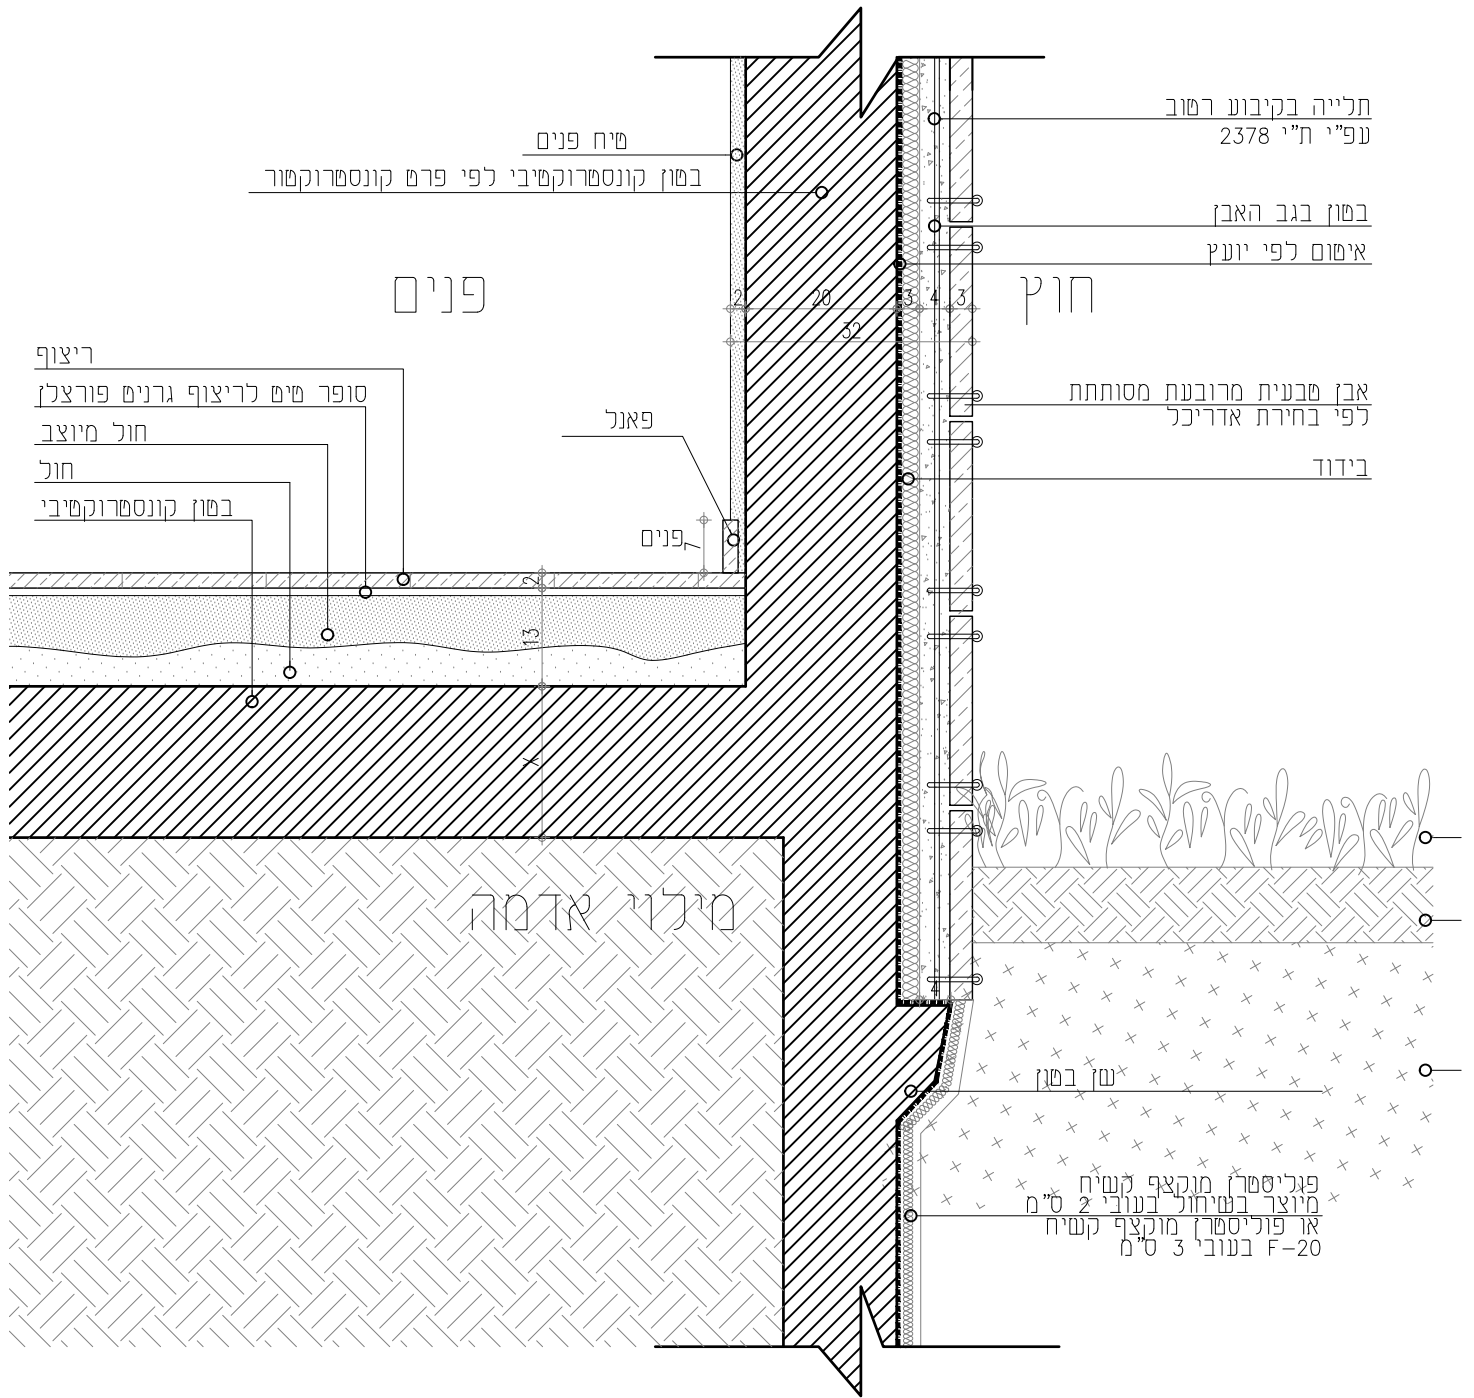 תלייה בקיבוע רטוב
עפ"י ת"י 2378
טיח פנים
בטון קונסטרוקטיבי לפי פרט קונסטרוקטור
בטון בגב האבן
איטום לפי יועץ
חוץ
פנים
2 20 3 4 3
32
ריצוף
סופר טיט לריצוף גרניט פורצלן
חול מיוצב
חול
בטון קונסטרוקטיבי
פאנל
אבן טבעית מרובעת מסותתת
לפי בחירת אדריכל
בידוד
פנים
7
2
13
X
מילוי אדמה
4
שן בטון
פוליסטרן מוקצף קשיח
מיוצר בשיחול בעובי 2 ס"מ
או פוליסטרן מוקצף קשיח
F-20 בעובי 3 ס"מ